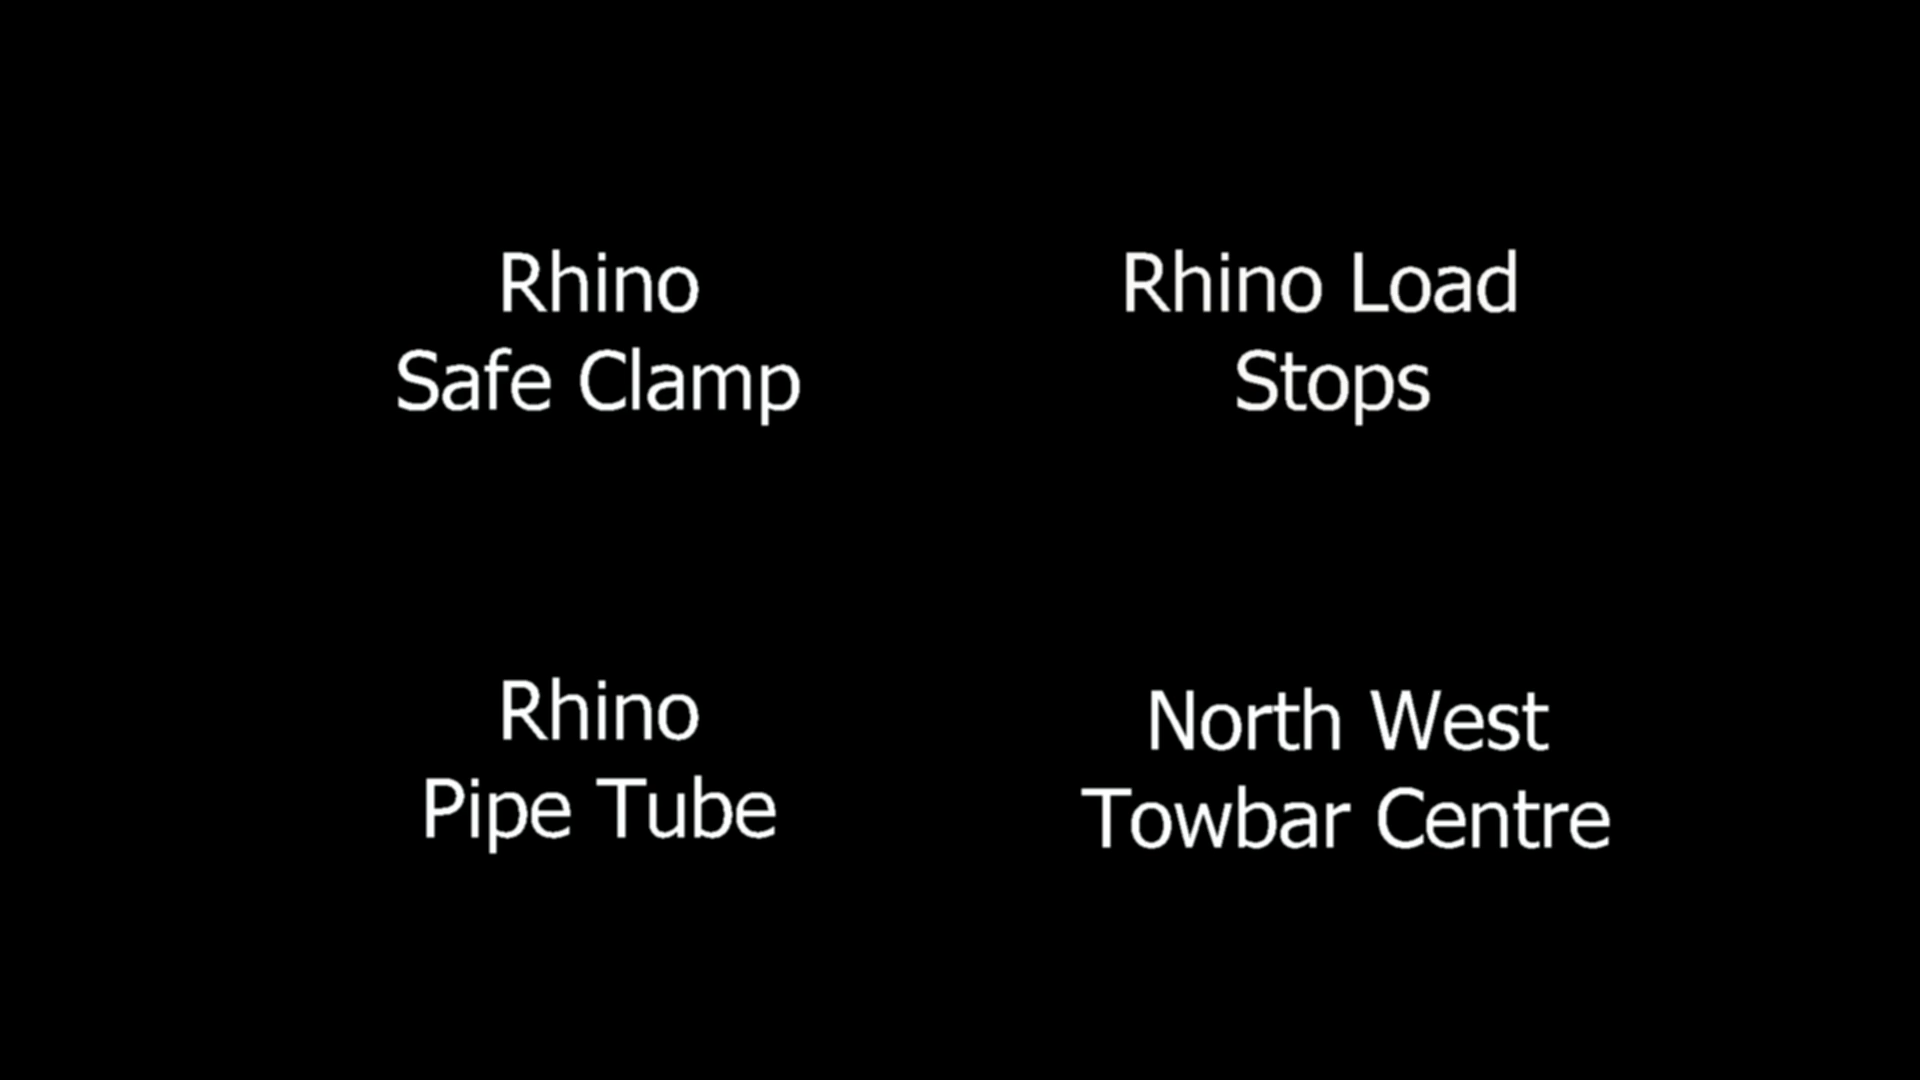 Rhino
Safe Clamp
Rhino Load
Stops
Rhino
Pipe Tube
North West
Towbar Centre